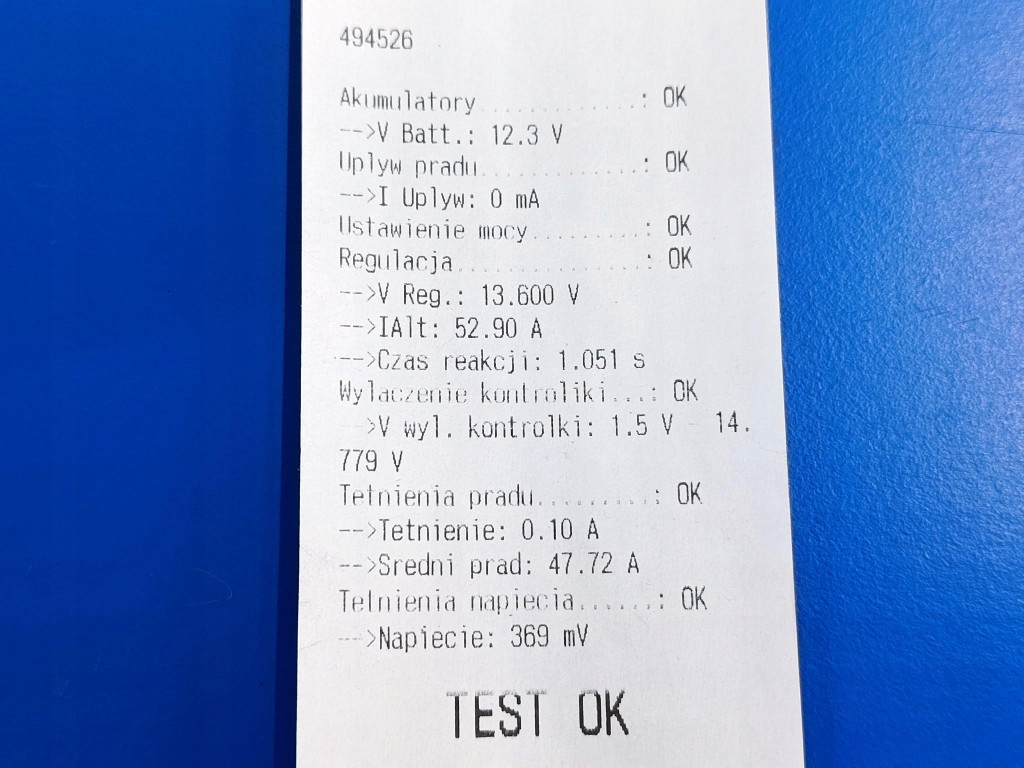 494526
Akumulatory.............: OK
-->V Batt.: 12.3 V
Uplyw pradu.............: OK
-->I Uplyw: 0 mA
Ustawienie mocy.........: OK
Regulacja...............: OK
-->V Reg.: 13.600 V
-->IAlt: 52.90 A
-->Czas reakcji: 1.051 s
Wylaczenie kontroliki...: OK
-->V wyl. kontrolki: 1.5 V - 14.
779 V
Tetnienia pradu.........: OK
-->Tetnienie: 0.10 A
-->Sredni prad: 47.72 A
Tetnienia napiecia......: OK
-->Napiecie: 369 mV
TEST OK